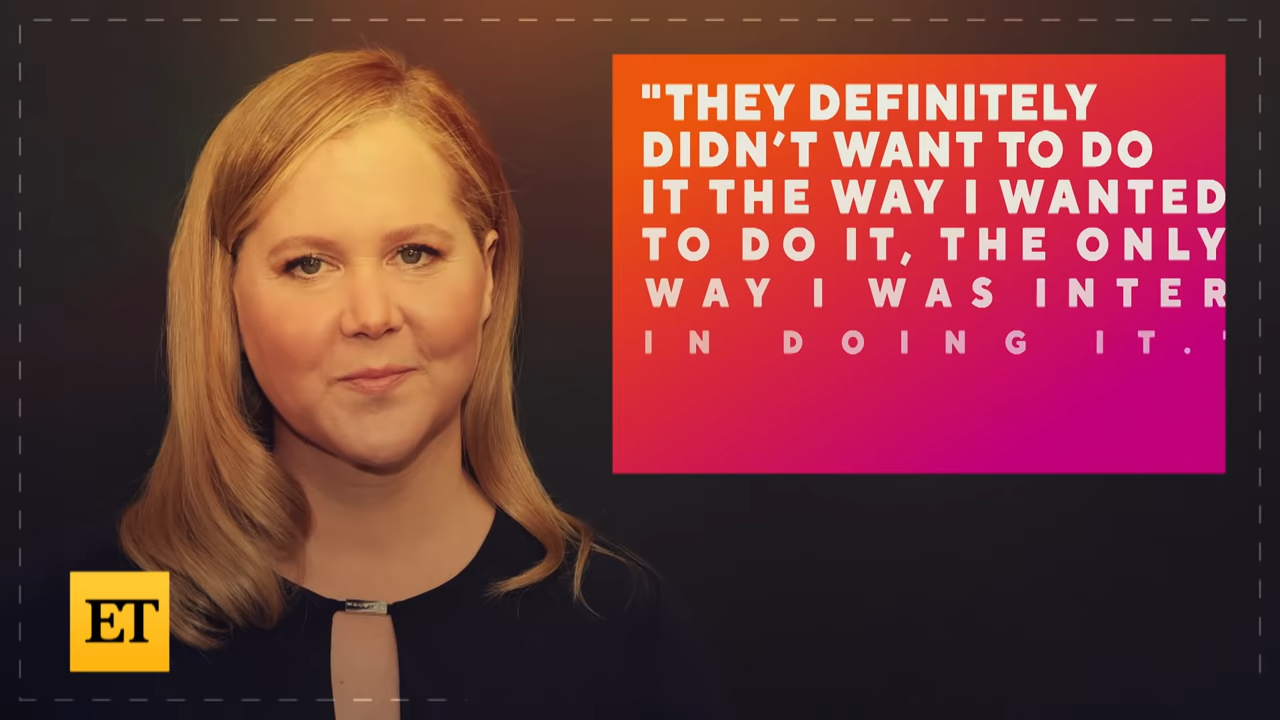 "THEY DEFINITELY
DIDN'T WANT TO DO
IT THE WAY I WANTED
TO DO IT, THE ONLY
WAY I WAS INTER
IN DOING IT.
ET